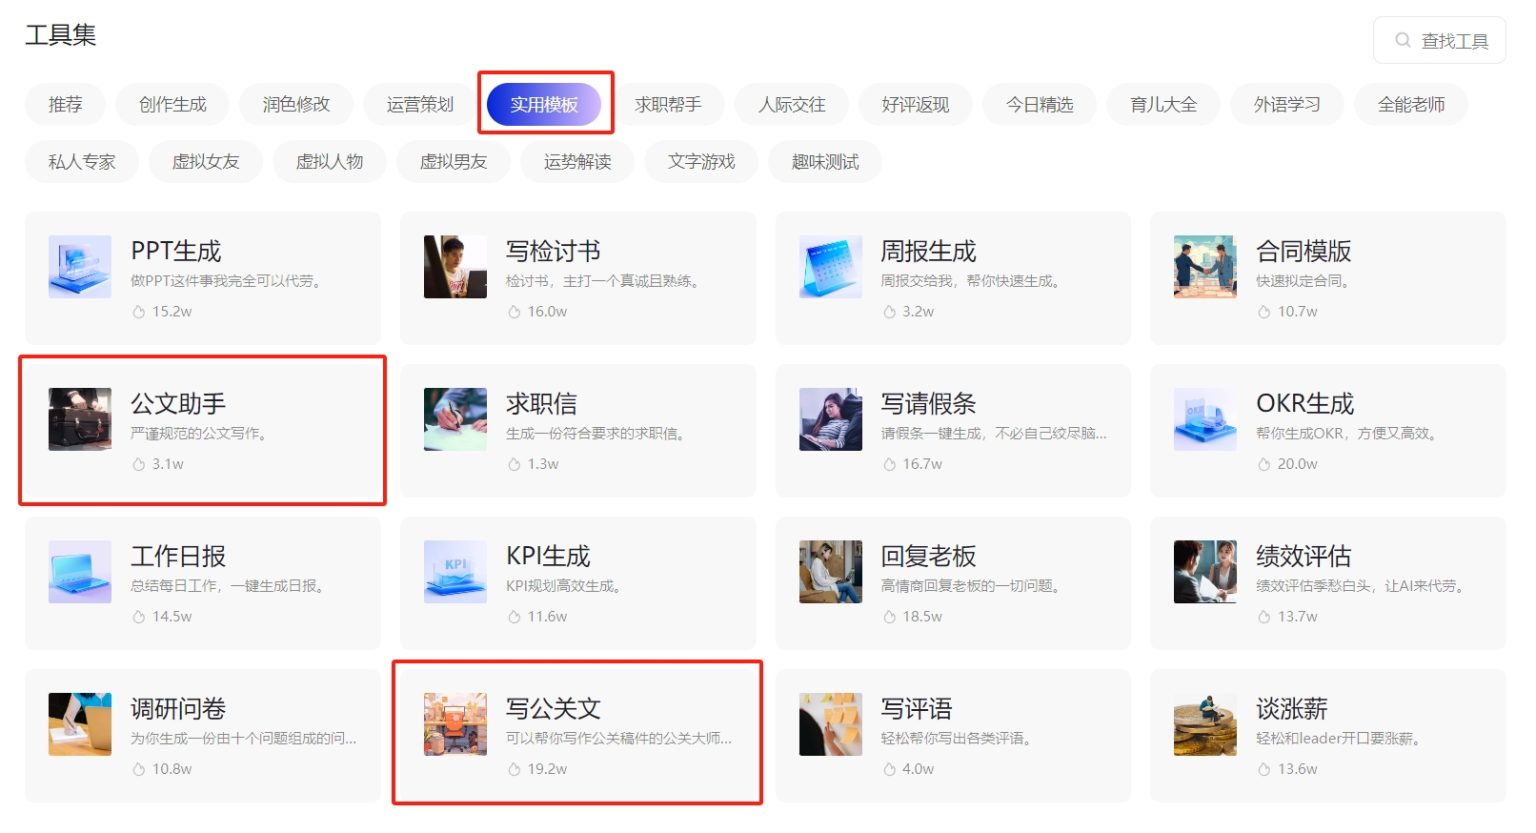 工具集
查找工具
推荐 创作生成 润色修改 运营策划 实用模板 求职帮手 人际交往 好评返现 今日精选 育儿大全 外语学习 全能老师
私人专家 虚拟女友 虚拟人物 虚拟男友 运势解读 文字游戏 趣味测试
PPT生成
做PPT这件事我完全可以代劳。
15.2w
写检讨书
检讨书，主打一个真诚且熟练。
16.0w
周报生成
周报交给我，帮你快速生成。
3.2w
合同模版
快速拟定合同。
10.7w
公文助手
严谨规范的公文写作。
3.1w
求职信
生成一份符合要求的求职信。
1.3w
写请假条
请假条一键生成，不必自己绞尽脑...
16.7w
OKR
OKR生成
帮你生成OKR，方便又高效。
20.0w
工作日报
总结每日工作，一键生成日报。
14.5w
KPI
KPI生成
KPI规划高效生成。
11.6w
回复老板
高情商回复老板的一切问题。
18.5w
绩效评估
绩效评估季愁白头，让AI来代劳。
13.7w
调研问卷
为你生成一份由十个问题组成的问...
10.8w
写公关文
可以帮你写作公关稿件的公关大师...
19.2w
写评语
轻松帮你写出各类评语。
4.0w
谈涨薪
轻松和leader开口要涨薪。
13.6w